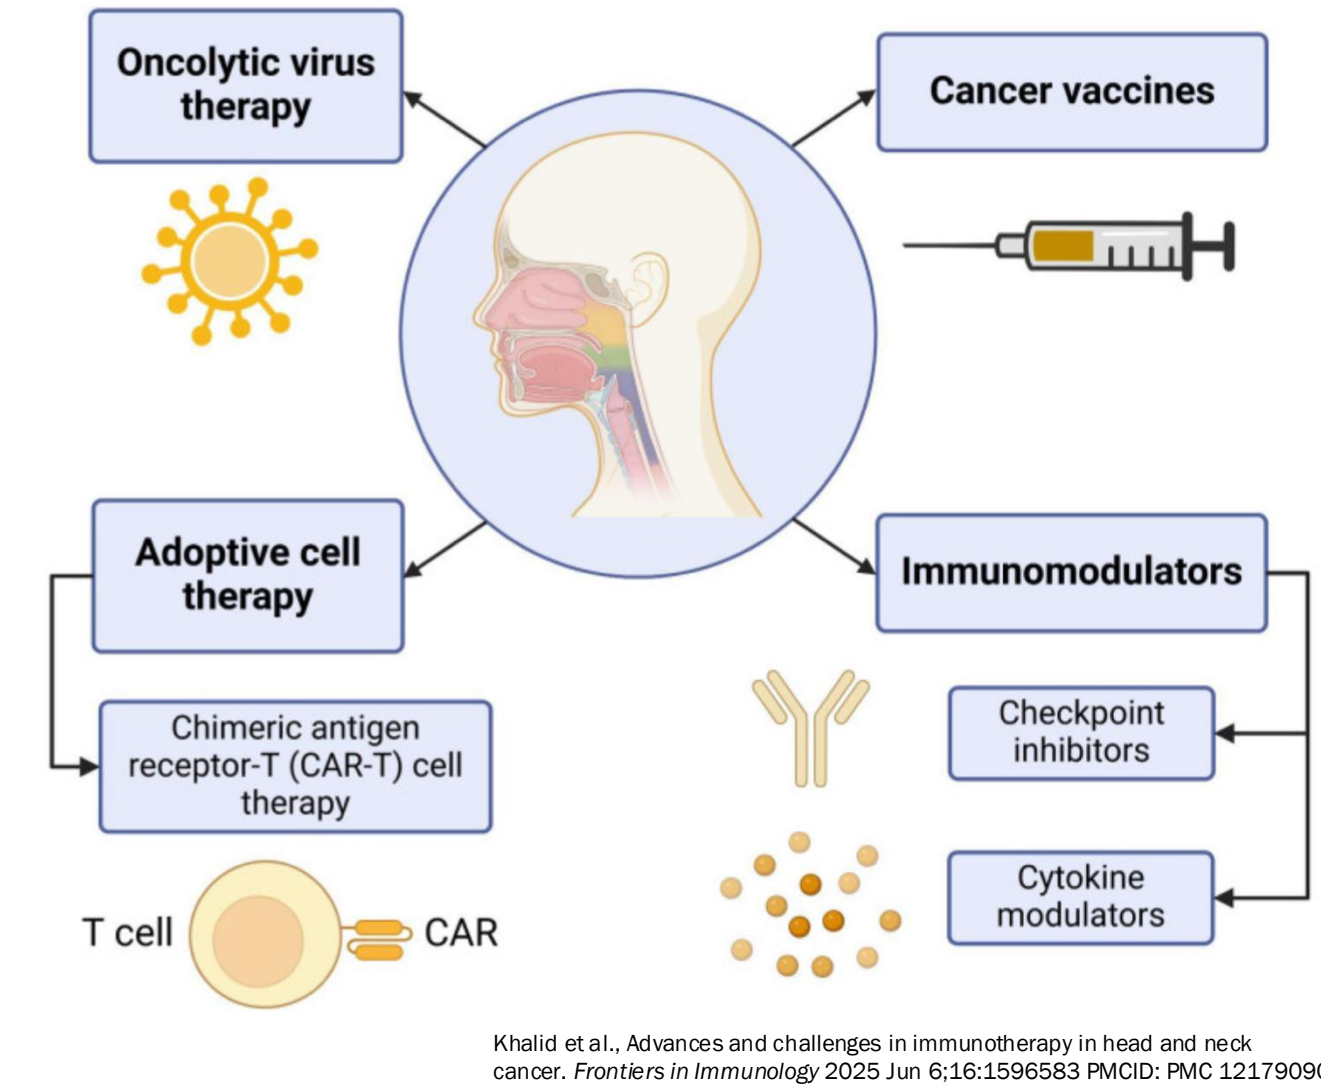 Oncolytic virus
therapy
Cancer vaccines
Adoptive cell
therapy
Immunomodulators
Chimeric antigen
receptor-T (CAR-T) cell
therapy
Checkpoint
inhibitors
Cytokine
modulators
T cell
CAR
Khalid et al., Advances and challenges in immunotherapy in head and neck
cancer. Frontiers in Immunology 2025 Jun 6;16:1596583 PMCID: PMC 12179090